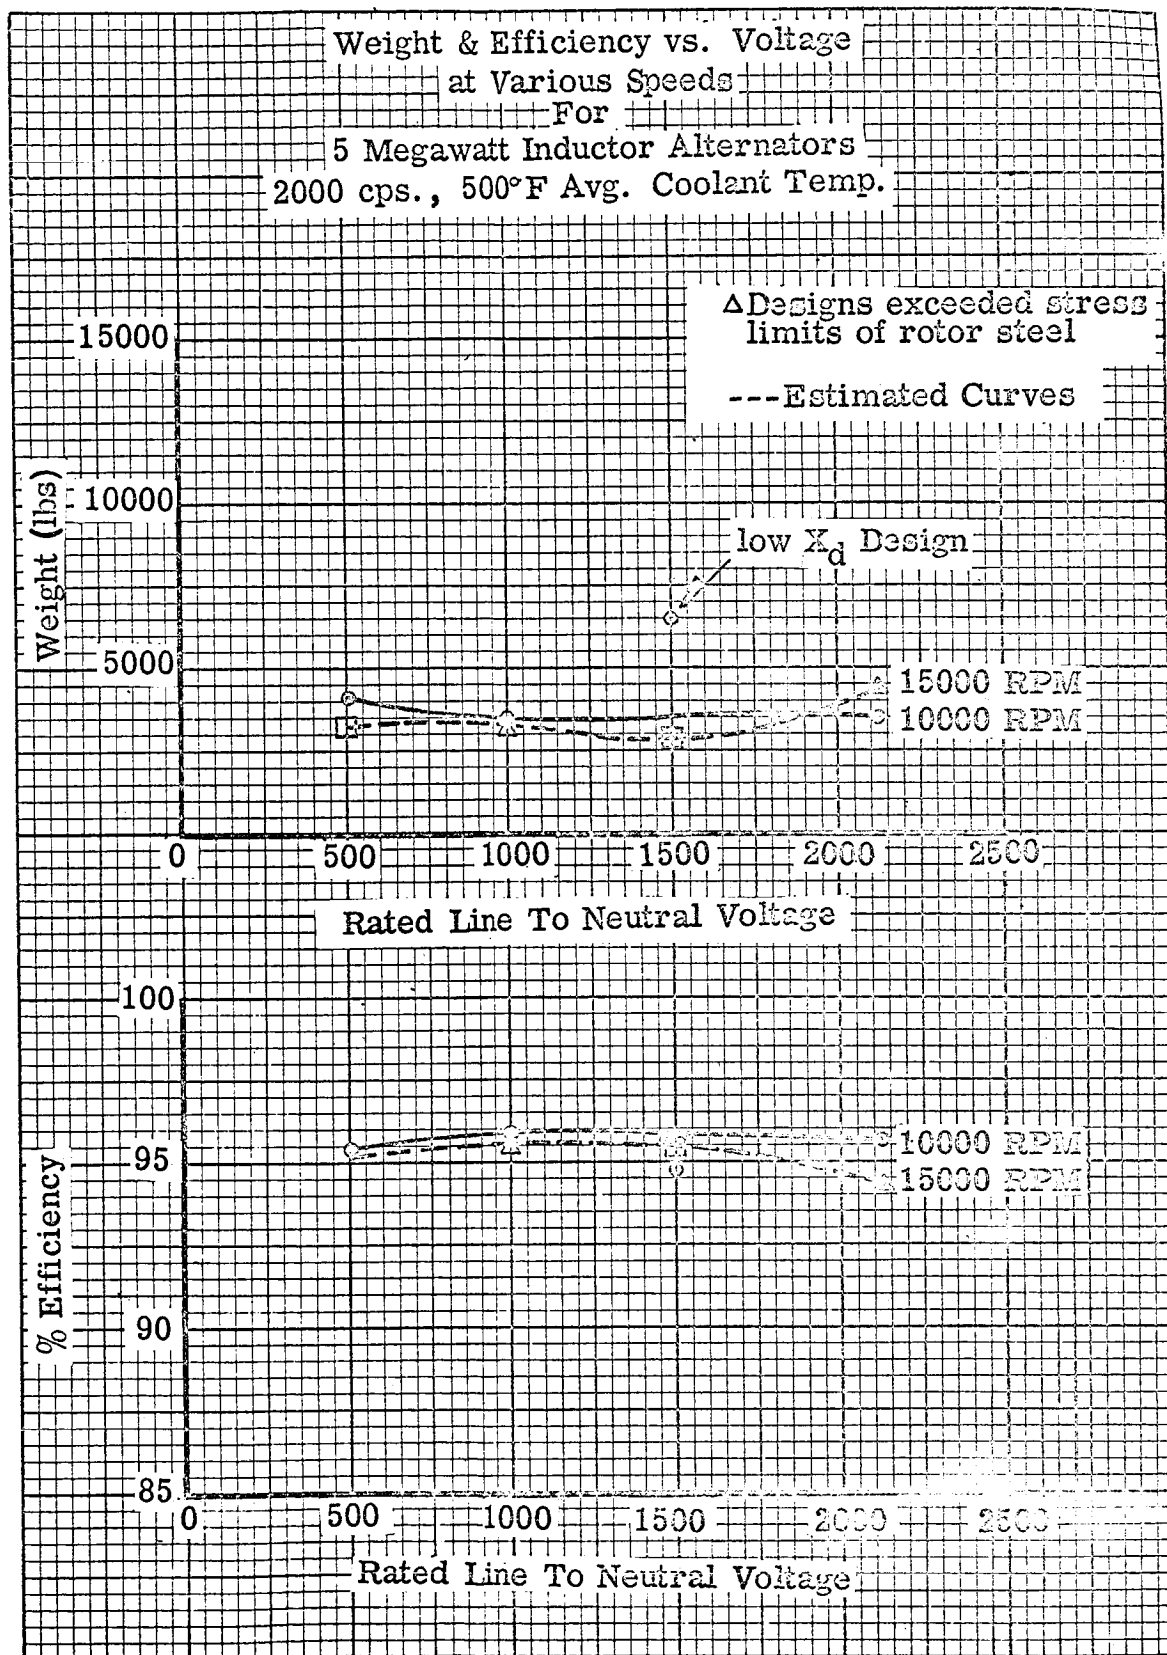 Weight & Efficiency vs. Voltage
at Various Speeds
For
5 Megawatt Inductor Alternators
2000 cps., 500°F Avg. Coolant Temp.
Δ Designs exceeded stress
limits of rotor steel
--- Estimated Curves
15000
10000
5000
Weight (lbs)
low Xd Design
15000 RPM
10000 RPM
0 500 1000 1500 2000 2500
Rated Line To Neutral Voltage
100
95
90
85
% Efficiency
10000 RPM
15000 RPM
0 500 1000 1500 2000 2500
Rated Line To Neutral Voltage